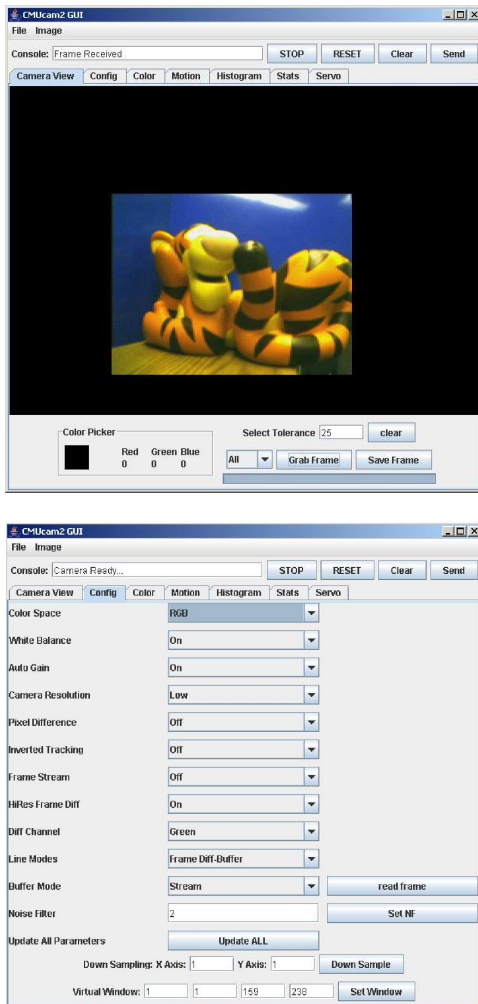 CMUcam2 GUI
File Image
Console: Frame Received STOP RESET Clear Send
Camera View Config Color Motion Histogram Stats Servo
Color Picker
Red Green Blue
0 0 0
Select Tolerance 25 clear
All Grab Frame Save Frame
CMUcam2 GUI
File Image
Console: Camera Ready... STOP RESET Clear Send
Camera View Config Color Motion Histogram Stats Servo
Color Space RGB
White Balance On
Auto Gain On
Camera Resolution Low
Pixel Difference Off
Inverted Tracking Off
Frame Stream Off
HiRes Frame Diff On
Diff Channel Green
Line Modes Frame Diff-Buffer
Buffer Mode Stream read frame
Noise Filter 2 Set NF
Update All Parameters Update ALL
Down Sampling: X Axis: 1 Y Axis: 1 Down Sample
Virtual Window: 1 1 159 238 Set Window